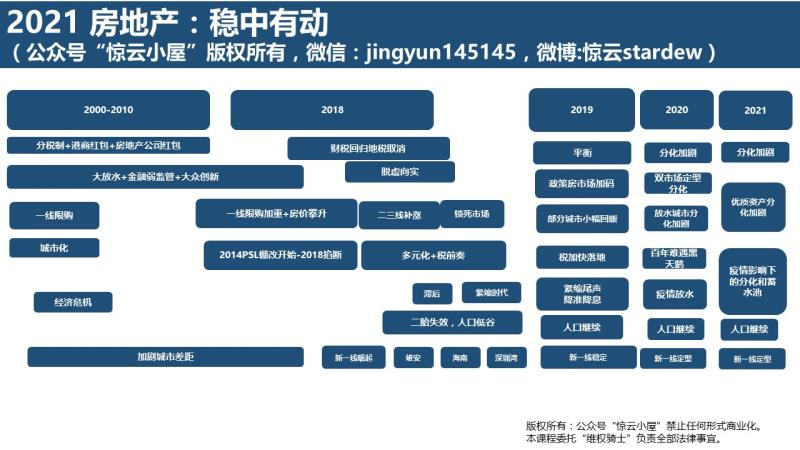 2021 房地产：稳中有动
（公众号“惊云小屋”版权所有，微信：jingyun145145，微博:惊云stardew）
2000-2010
2018
2019
2020
2021
分税制+港商红包+房地产公司红包
财税回归地税取消
平衡
分化加剧
分化加剧
大放水+金融弱监管+大众创新
脱虚向实
政策房市场加码
双市场定型
分化
优质资产分
化加剧
一线限购
一线限购加重+房价攀升
二三线补涨
锁死市场
部分城市小幅回暖
放水城市分
化加剧
城市化
2014PSL棚改开始-2018掐断
多元化+税前奏
税加快落地
百年难遇黑
天鹅
疫情影响下
的分化和蓄
水池
经济危机
滞后
紧缩时代
紧缩尾声
降准降息
疫情放水
二胎失效，人口低谷
人口继续
人口继续
人口继续
加剧城市差距
新一线崛起
雄安
海南
深圳湾
新一线稳定
新一线定型
新一线定型
版权所有：公众号“惊云小屋”禁止任何形式商业化。
本课程委托“维权骑士”负责全部法律事宜。